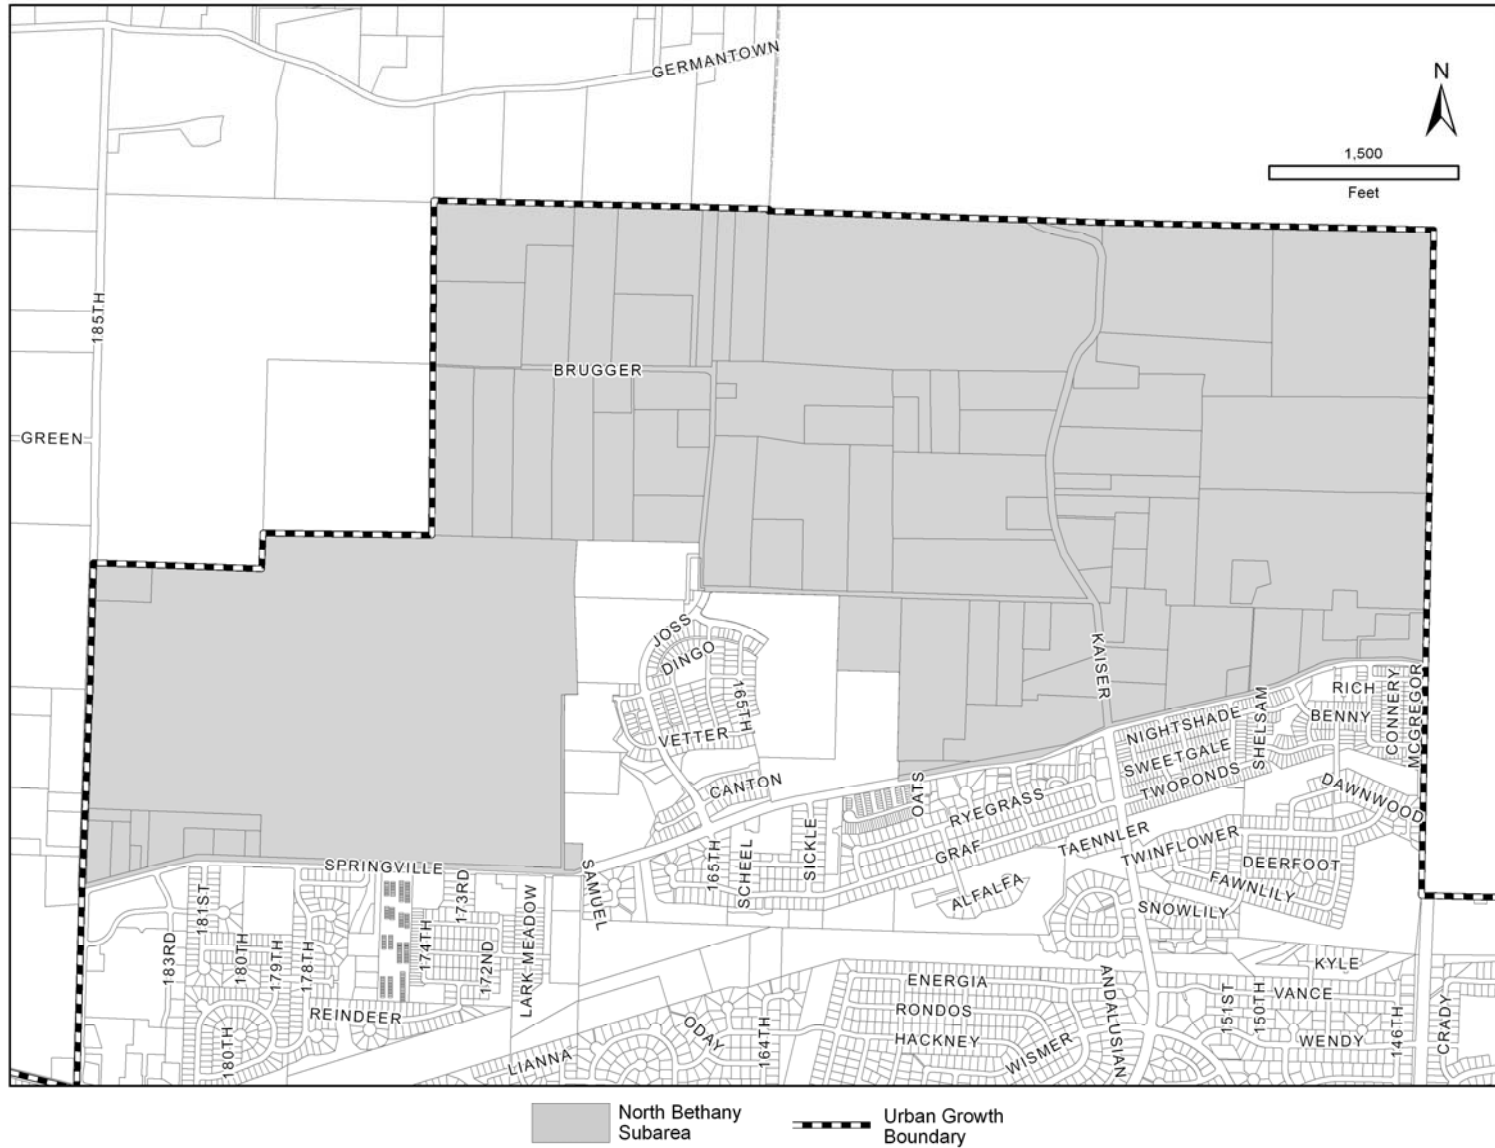 GERMANTOWN
N
1,500
Feet
185TH
BRUGGER
GREEN
JOSS
DINGO
165TH
VETTER
CANTON
KAISER
NIGHTSHADE
SWEETGALE
TWOPONDS
SHELSAM
RICH
BENNY
CONNERY
MCGREGOR
DAWNWOOD
OATS
RYEGRASS
GRAF
TAENNLER
TWINFLOWER
DEERFOOT
FAWNLILY
SNOWLILY
ALFALFA
SPRINGVILLE
SAMUEL
165TH
SCHEEL
SICKLE
181ST
183RD
180TH
179TH
178TH
174TH
173RD
172ND
LARK MEADOW
REINDEER
180TH
LIANNA
ODAY
164TH
ENERGIA
RONDOS
HACKNEY
WISMER
ANDALUSIAN
151ST
150TH
KYLE
VANCE
WENDY
146TH
CRADY
North Bethany
Subarea
Urban Growth
Boundary